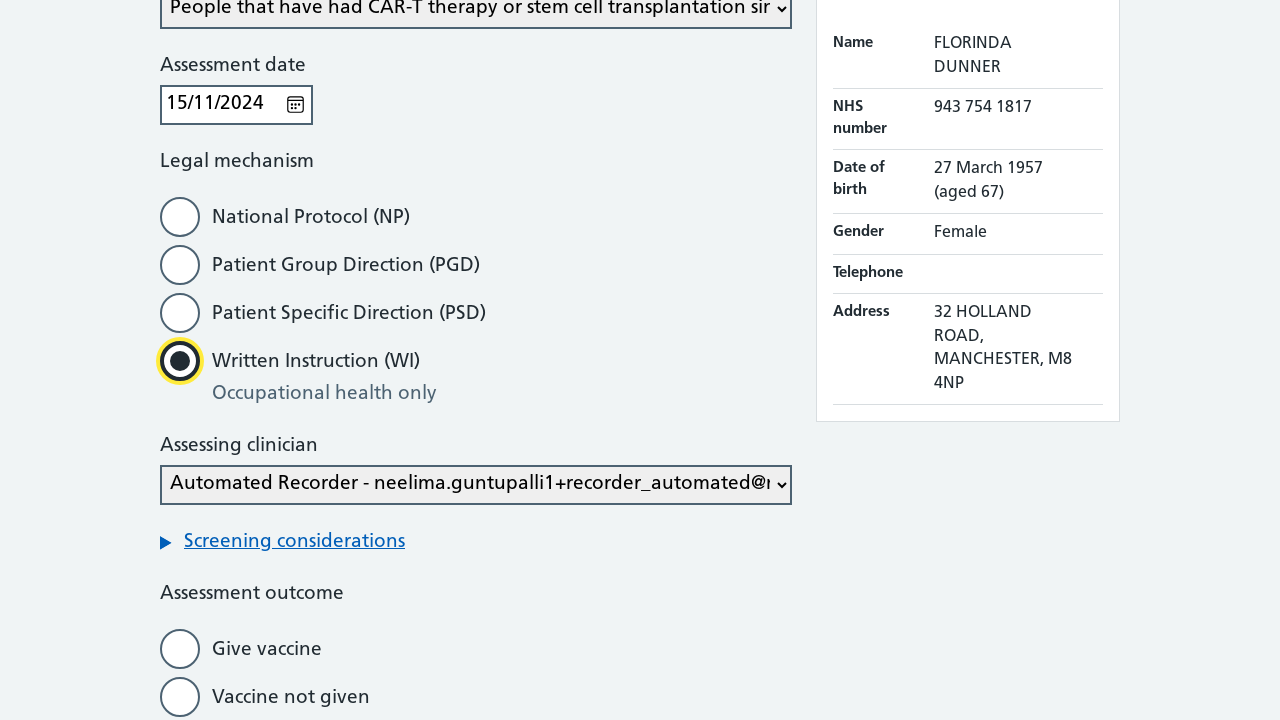 People that have had CAR-T therapy or stem cell transplantation sir
Assessment date
15/11/2024
Legal mechanism
National Protocol (NP)
Patient Group Direction (PGD)
Patient Specific Direction (PSD)
Written Instruction (WI)
Occupational health only
Assessing clinician
Automated Recorder - neelima.guntupalli1+recorder_automated@r
Screening considerations
Assessment outcome
Give vaccine
Vaccine not given
Name
FLORINDA
DUNNER
NHS
number
943 754 1817
Date of
birth
27 March 1957
(aged 67)
Gender
Female
Telephone
Address
32 HOLLAND
ROAD,
MANCHESTER, M8
4NP